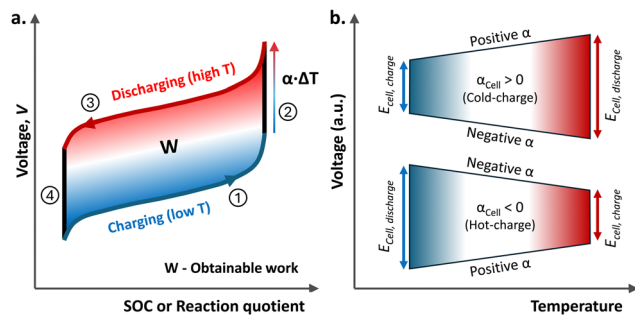 a.
Voltage, V
Discharging (high T)
α·ΔT
③
②
W
④
①
Charging (low T)
W - Obtainable work
SOC or Reaction quotient
b.
Voltage (a.u.)
Positive α
E_cell, charge
α_Cell > 0
(Cold-charge)
E_cell, discharge
Negative α
Negative α
E_Cell, discharge
α_Cell < 0
(Hot-charge)
E_cell, charge
Positive α
Temperature